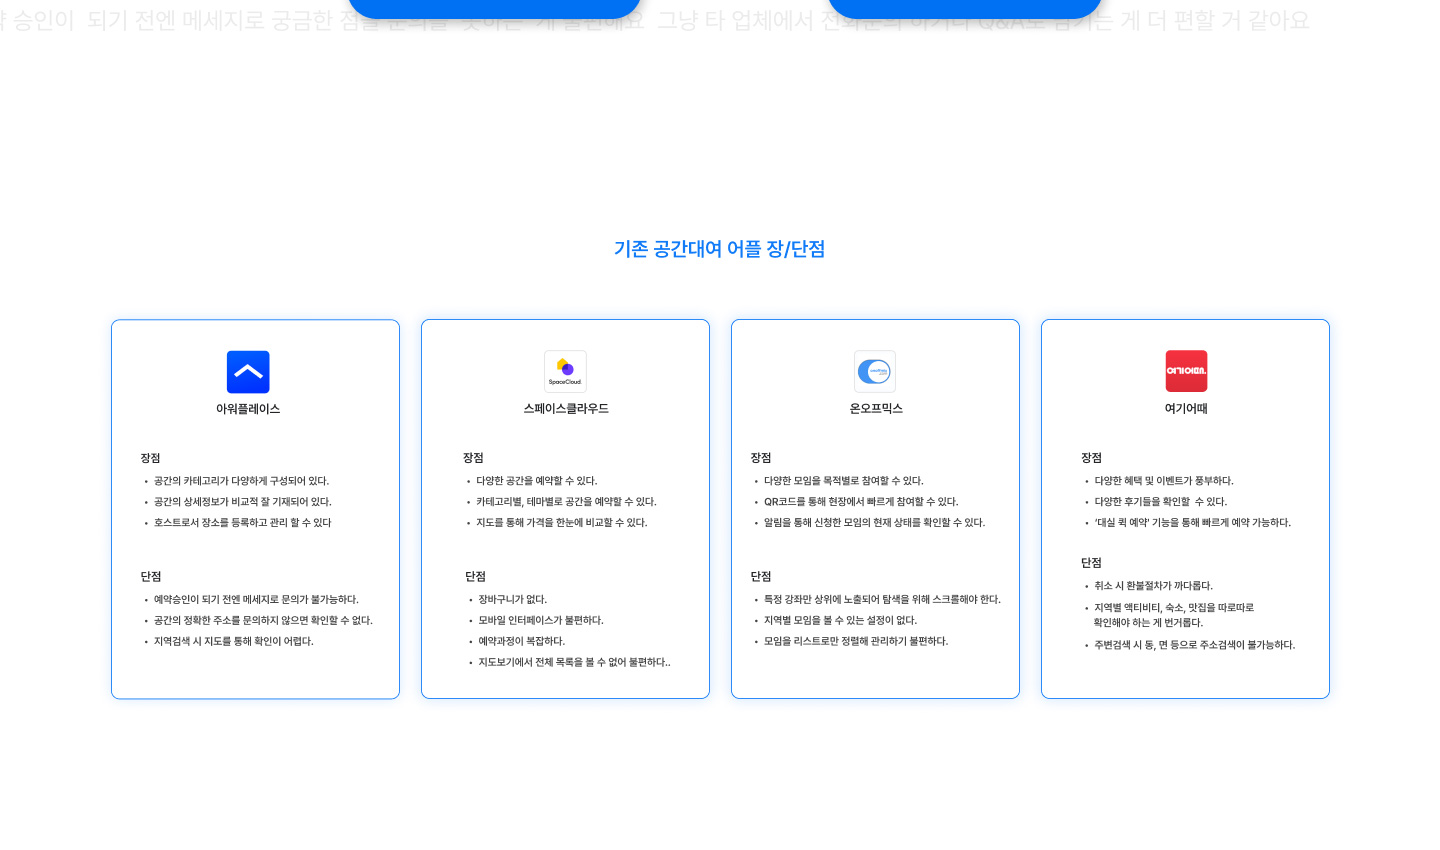 승인이 되기 전엔 메세지로 궁금한 점을 문의를 못하는 게 불편해요 그냥 타 업체에서 전화문의 하거나 Q&A로 남기는 게 더 편할 거 같아요
기존 공간대여 어플 장/단점
아워플레이스
장점
• 공간의 카테고리가 다양하게 구성되어 있다.
• 공간의 상세정보가 비교적 잘 기재되어 있다.
• 호스트로서 장소를 등록하고 관리 할 수 있다
단점
• 예약승인이 되기 전엔 메세지로 문의가 불가능하다.
• 공간의 정확한 주소를 문의하지 않으면 확인할 수 없다.
• 지역검색 시 지도를 통해 확인이 어렵다.
SpaceCloud.
스페이스클라우드
장점
• 다양한 공간을 예약할 수 있다.
• 카테고리별, 테마별로 공간을 예약할 수 있다.
• 지도를 통해 가격을 한눈에 비교할 수 있다.
단점
• 장바구니가 없다.
• 모바일 인터페이스가 불편하다.
• 예약과정이 복잡하다.
• 지도보기에서 전체 목록을 볼 수 없어 불편하다..
온오프믹스
장점
• 다양한 모임을 목적별로 참여할 수 있다.
• QR코드를 통해 현장에서 빠르게 참여할 수 있다.
• 알림을 통해 신청한 모임의 현재 상태를 확인할 수 있다.
단점
• 특정 강좌만 상위에 노출되어 탐색을 위해 스크롤해야 한다.
• 지역별 모임을 볼 수 있는 설정이 없다.
• 모임을 리스트로만 정렬해 관리하기 불편하다.
여기어때.
여기어때
장점
• 다양한 혜택 및 이벤트가 풍부하다.
• 다양한 후기들을 확인할 수 있다.
• '대실 퀵 예약' 기능을 통해 빠르게 예약 가능하다.
단점
• 취소 시 환불절차가 까다롭다.
• 지역별 액티비티, 숙소, 맛집을 따로따로
확인해야 하는 게 번거롭다.
• 주변검색 시 동, 면 등으로 주소검색이 불가능하다.